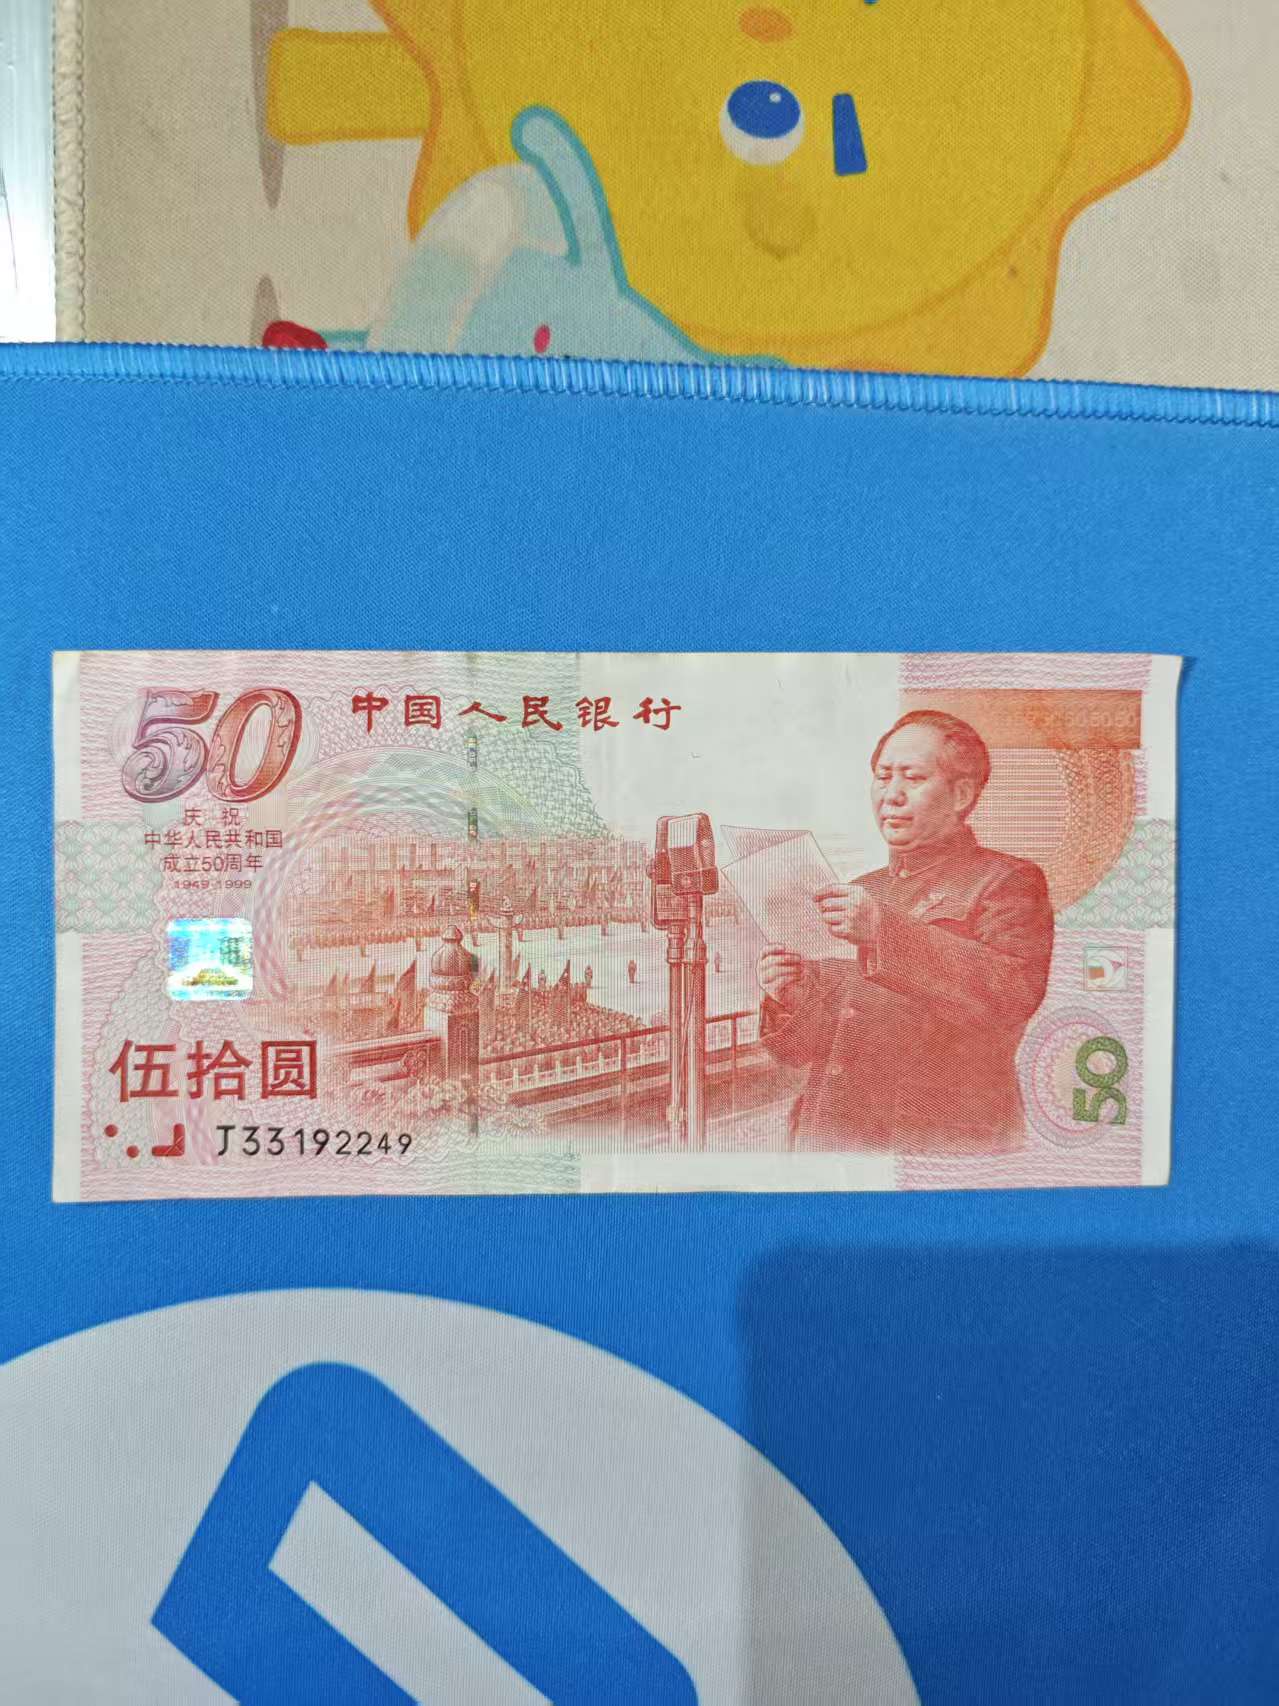 50
中国人民银行
庆祝
中华人民共和国
成立50周年
1949-1999
伍拾圆
J33192249
50